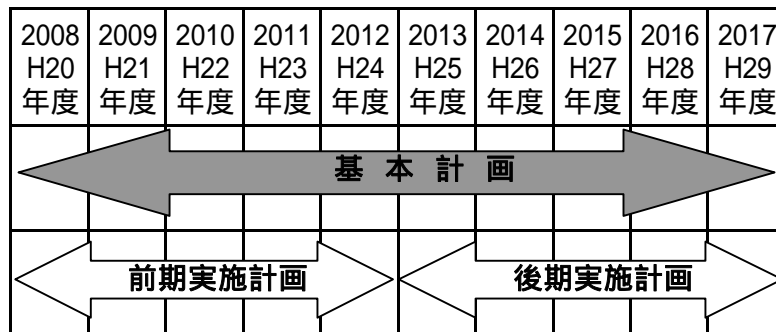 2008 2009 2010 2011 2012 2013 2014 2015 2016 2017
H20 H21 H22 H23 H24 H25 H26 H27 H28 H29
年度 年度 年度 年度 年度 年度 年度 年度 年度 年度
基本計画
前期実施計画 後期実施計画